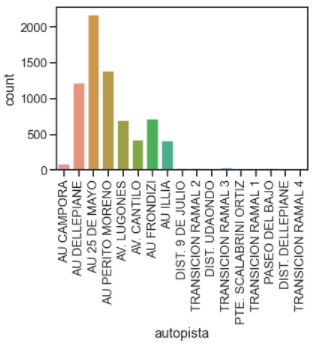 2000
1500
1000
500
0
count
AU CAMPORA
AU DELLEPIANE
AU 25 DE MAYO
AU PERITO MORENO
AV. LUGONES
AV. CANTILO
AU FRONDIZI
AU ILLIA
DIST. 9 DE JULIO
TRANSICION RAMAL 2
DIST. UDAONDO
TRANSICION RAMAL 3
PTE. SCALABRINI ORTIZ
TRANSICION RAMAL 1
PASEO DEL BAJO
DIST. DELLEPIANE
TRANSICION RAMAL 4
autopista